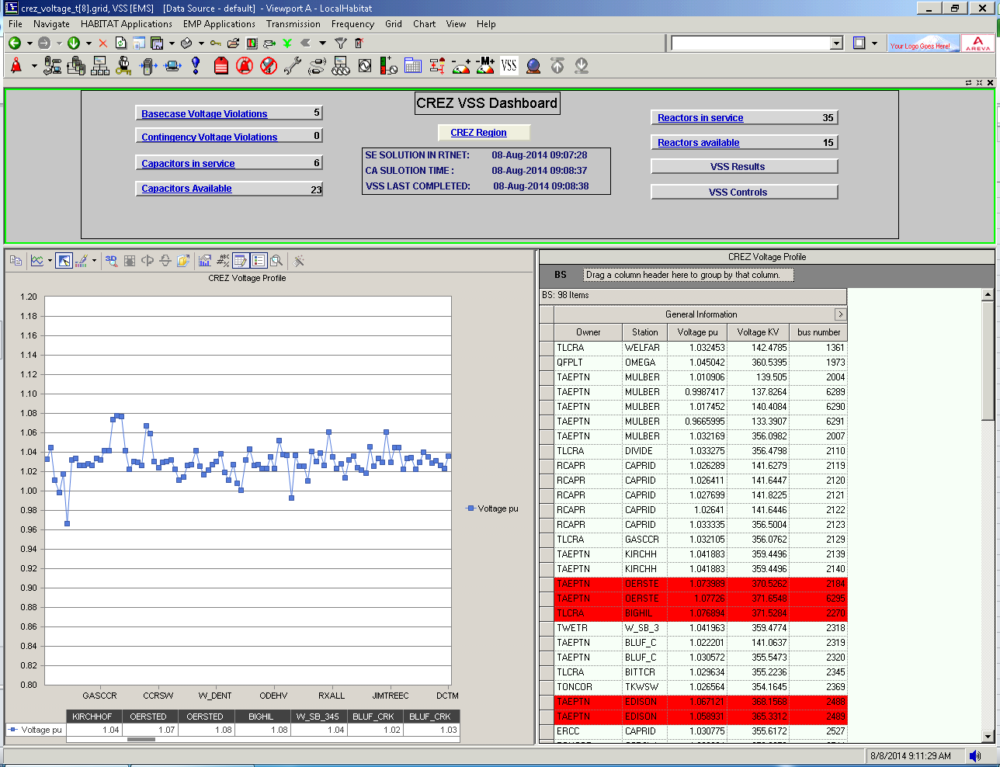 crez_voltage_t[8].grid, VSS [EMS]    [Data Source - default]  - Viewport A - LocalHabitat
File Navigate HABITAT Applications EMP Applications Transmission Frequency Grid Chart View Help
Your Logo Goes Here!
A
AREVA
-M+
VSS
CREZ VSS Dashboard
CREZ Region
Basecase Voltage Violations 5
Contingency Voltage Violations 0
Capacitors in service 6
Capacitors Available 23
SE SOLUTION IN RTNET: 08-Aug-2014 09:07:28
CA SULOTION TIME : 08-Aug-2014 09:08:37
VSS LAST COMPLETED: 08-Aug-2014 09:08:38
Reactors in service 35
Reactors available 15
VSS Results
VSS Controls
3D
ABC
CREZ Voltage Profile
1.20
1.18
1.16
1.14
1.12
1.10
1.08
1.06
1.04
1.02
1.00
0.98
0.96
0.94
0.92
0.90
0.88
0.86
0.84
0.82
0.80
GASCCR CCRSW W_DENT ODEHV RXALL JIMTREEC DCTM
Voltage pu
KIRCHHOF OERSTED OERSTED BIGHIL W_SB_345 BLUF_CRK BLUF_CRK
Voltage pu 1.04 1.07 1.08 1.08 1.04 1.02 1.03
CREZ Voltage Profile
BS Drag a column header here to group by that column.
BS: 98 Items
General Information >
Owner Station Voltage pu Voltage KV bus number
TLCRA WELFAR 1.032453 142.4785 1361
QFPLT OMEGA 1.045042 360.5395 1973
TAEPTN MULBER 1.010906 139.505 2004
TAEPTN MULBER 0.9987417 137.8264 6289
TAEPTN MULBER 1.017452 140.4084 6290
TAEPTN MULBER 0.9665995 133.3907 6291
TAEPTN MULBER 1.032169 356.0982 2007
TLCRA DIVIDE 1.033275 356.4798 2110
RCAPR CAPRID 1.026289 141.6279 2119
RCAPR CAPRID 1.026411 141.6447 2120
RCAPR CAPRID 1.027699 141.8225 2121
RCAPR CAPRID 1.02641 141.6446 2122
RCAPR CAPRID 1.033335 356.5004 2123
TLCRA GASCCR 1.032105 356.0762 2129
TAEPTN KIRCHH 1.041883 359.4496 2139
TAEPTN KIRCHH 1.041883 359.4496 2140
TAEPTN OERSTE 1.073989 370.5262 2184
TAEPTN OERSTE 1.07726 371.6548 6295
TLCRA BIGHIL 1.076894 371.5284 2270
TWETR W_SB_3 1.041963 359.4774 2318
TAEPTN BLUF_C 1.022201 141.0637 2319
TAEPTN BLUF_C 1.030572 355.5473 2320
TLCRA BITTCR 1.029634 355.2236 2345
TONCOR TKWSW 1.026564 354.1645 2369
TAEPTN EDISON 1.067121 368.1568 2488
TAEPTN EDISON 1.058931 365.3312 2489
ERCC CAPRID 1.030775 355.6172 2527
8/8/2014 9:11:29 AM